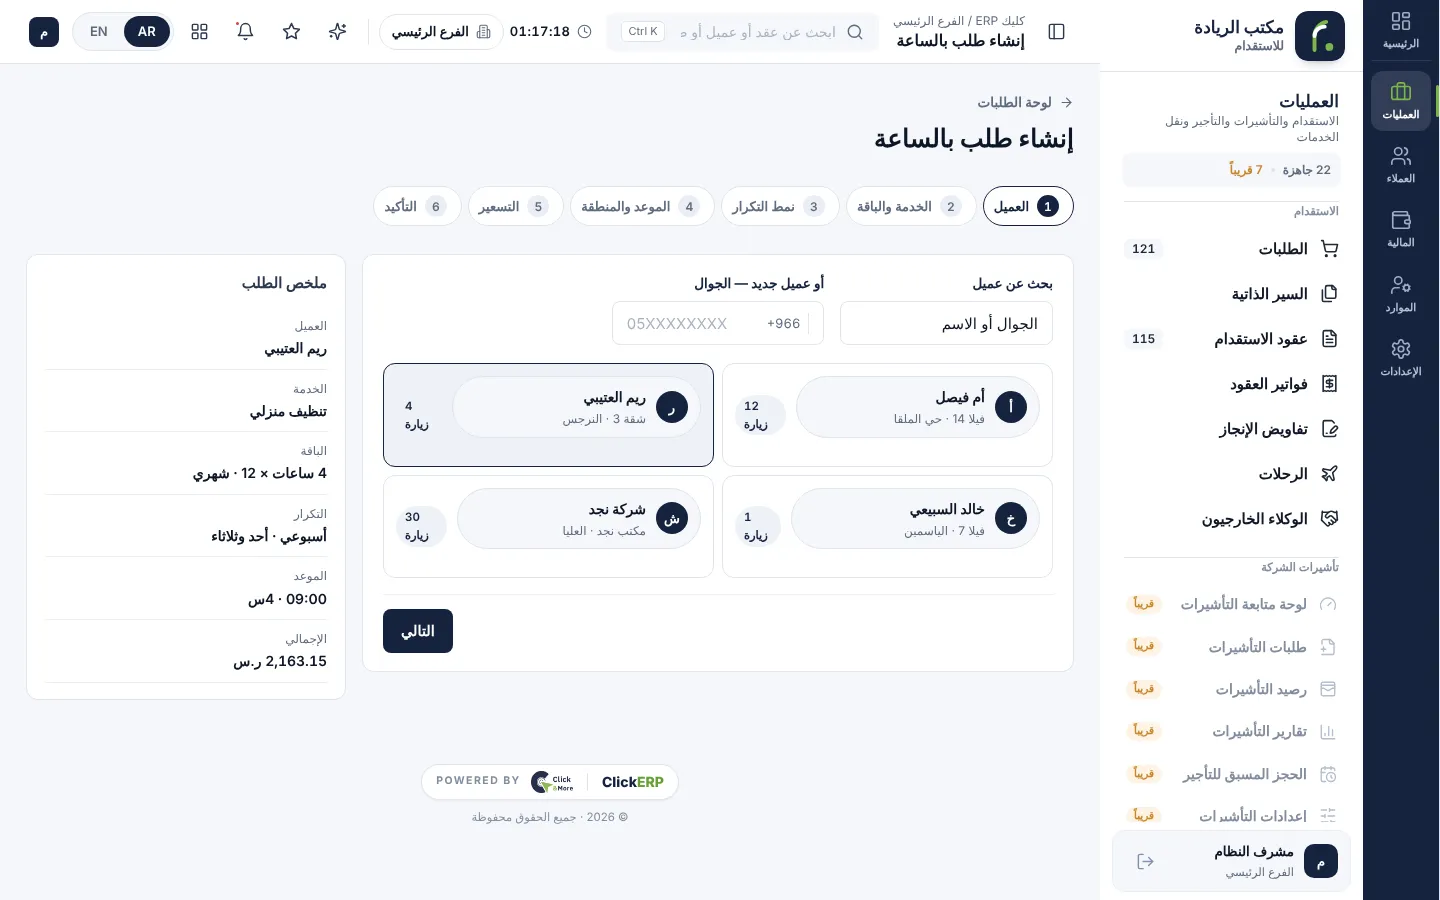 الرئيسية
العمليات
العملاء
المالية
الموارد
الإعدادات
مكتب الريادة
للاستقدام
العمليات
الاستقدام والتأشيرات والتأجير ونقل
الخدمات
22 جاهزة · 7 قريباً
الاستقدام
الطلبات 121
السير الذاتية
عقود الاستقدام 115
فواتير العقود
تفاويض الإنجاز
الرحلات
الوكلاء الخارجيون
تأشيرات الشركة
لوحة متابعة التأشيرات قريباً
طلبات التأشيرات قريباً
رصيد التأشيرات قريباً
تقارير التأشيرات قريباً
الحجز المسبق للتأجير قريباً
إعدادات التأشيرات قريباً
م
مشرف النظام
الفرع الرئيسي
كليك ERP / الفرع الرئيسي
إنشاء طلب بالساعة
ابحث عن عقد أو عميل أو Ctrl K
01:17:18
الفرع الرئيسي
AR EN
م
لوحة الطلبات
إنشاء طلب بالساعة
1 العميل
2 الخدمة والباقة
3 نمط التكرار
4 الموعد والمنطقة
5 التسعير
6 التأكيد
بحث عن عميل
الجوال أو الاسم
أو عميل جديد — الجوال
+966 05XXXXXXXX
أ
أم فيصل
فيلا 14 · حي الملقا
12
زيارة
ر
ريم العتيبي
شقة 3 · النرجس
4
زيارة
خ
خالد السبيعي
فيلا 7 · الياسمين
1
زيارة
ش
شركة نجد
مكتب نجد · العليا
30
زيارة
التالي
ملخص الطلب
العميل
ريم العتيبي
الخدمة
تنظيف منزلي
الباقة
4 ساعات × 12 · شهري
التكرار
أسبوعي · أحد وثلاثاء
الموعد
09:00 · 4س
الإجمالي
2,163.15 ر.س
POWERED BY Click &More ClickERP
© 2026 · جميع الحقوق محفوظة